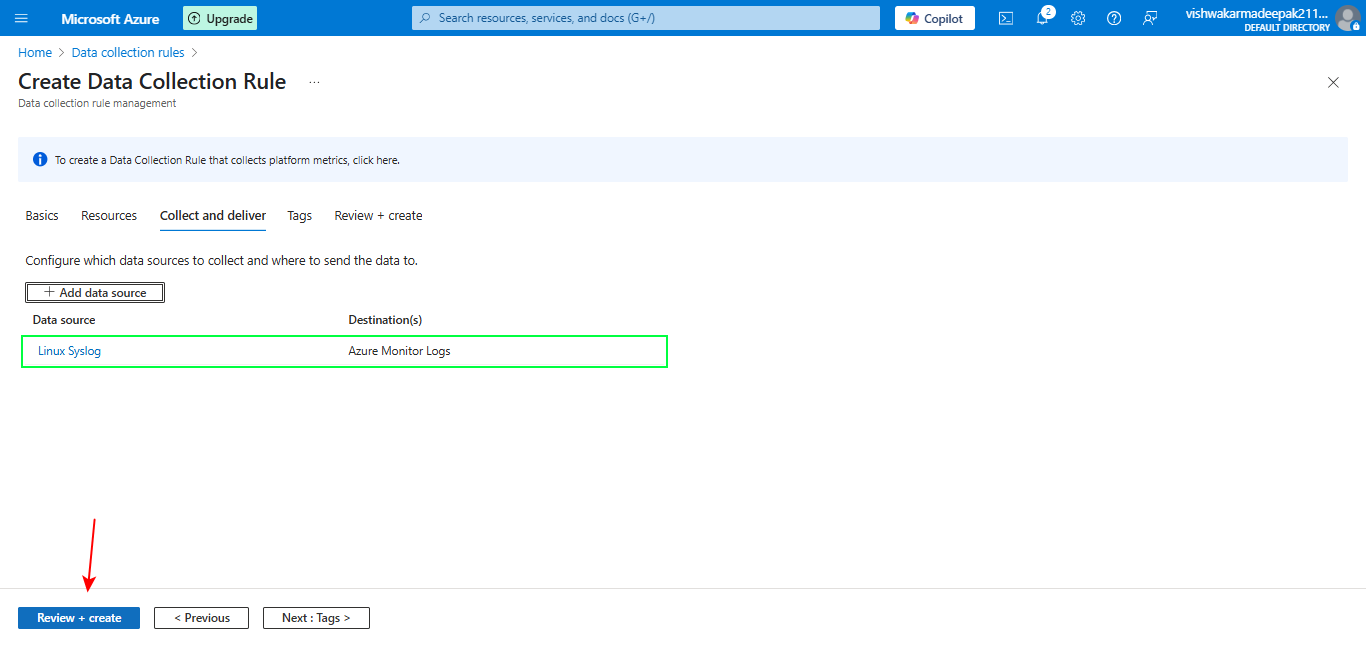 Microsoft Azure
Upgrade
Search resources, services, and docs (G+/)
Copilot
2
vishwakarmadeepak211...
DEFAULT DIRECTORY
Home > Data collection rules >
Create Data Collection Rule ...
Data collection rule management
To create a Data Collection Rule that collects platform metrics, click here.
Basics Resources Collect and deliver Tags Review + create
Configure which data sources to collect and where to send the data to.
+ Add data source
Data source Destination(s)
Linux Syslog Azure Monitor Logs
Review + create < Previous Next : Tags >